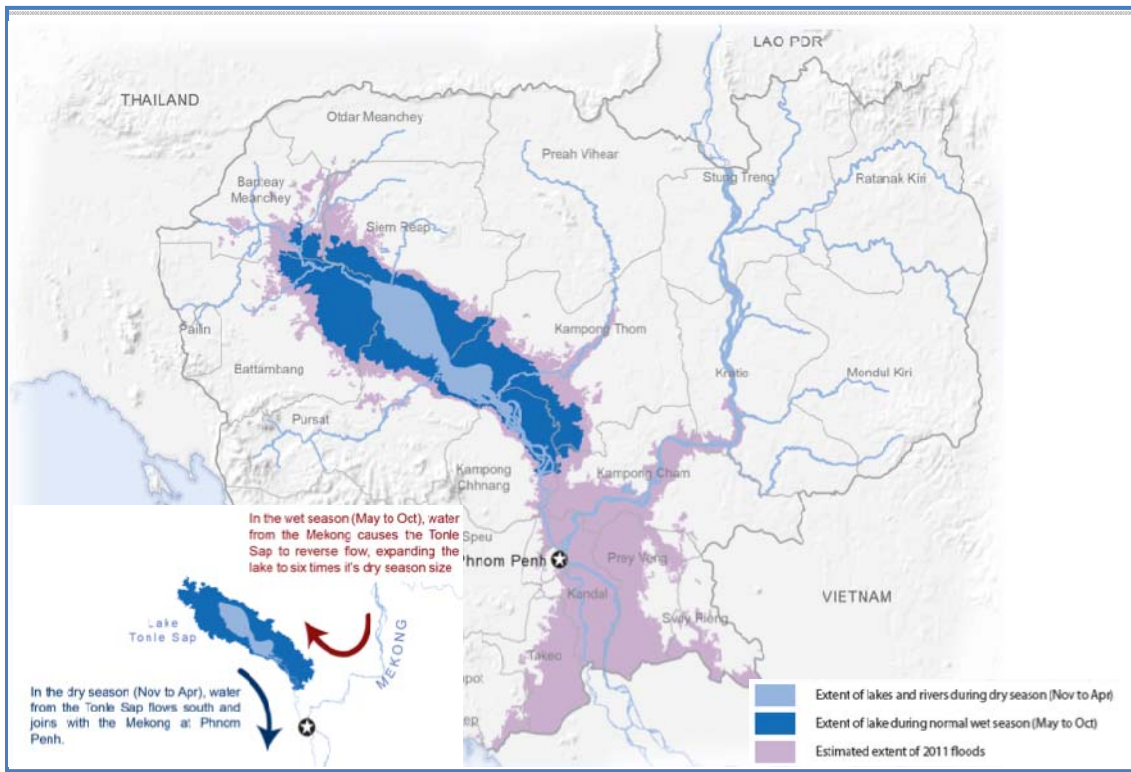 LAO PDR
THAILAND
Otdar Meanchey
Preah Vihear
Stung Treng
Ratanak Kiri
Banteay
Meanchey
Siem Reap
Pailin
Battambang
Kampong Thom
Kratie
Mondul Kiri
Pursat
Kampong
Chhnang
Kampong Cham
Speu
Phnom Penh
Prey Veng
Kandal
Svay Rieng
Takeo
VIETNAM
In the wet season (May to Oct), water
from the Mekong causes the Tonle
Sap to reverse flow, expanding the
lake to six times it's dry season size
Lake
Tonle Sap
MEKONG
In the dry season (Nov to Apr), water
from the Tonle Sap flows south and
joins with the Mekong at Phnom
Penh.
Extent of lakes and rivers during dry season (Nov to Apr)
Extent of lake during normal wet season (May to Oct)
Estimated extent of 2011 floods